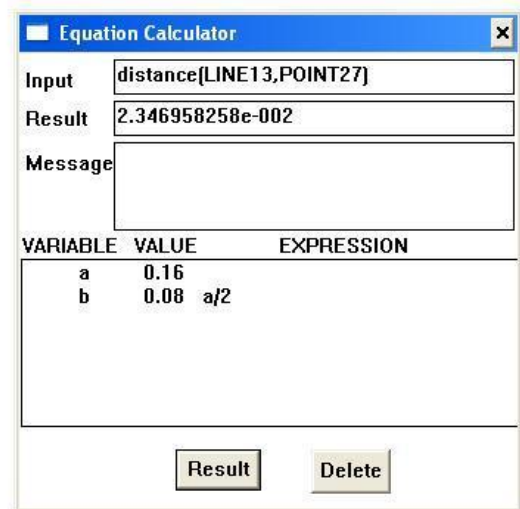 Equation Calculator
Input distance(LINE13,POINT27)
Result 2.346958258e-002
Message
VARIABLE VALUE EXPRESSION
a 0.16
b 0.08 a/2
Result Delete